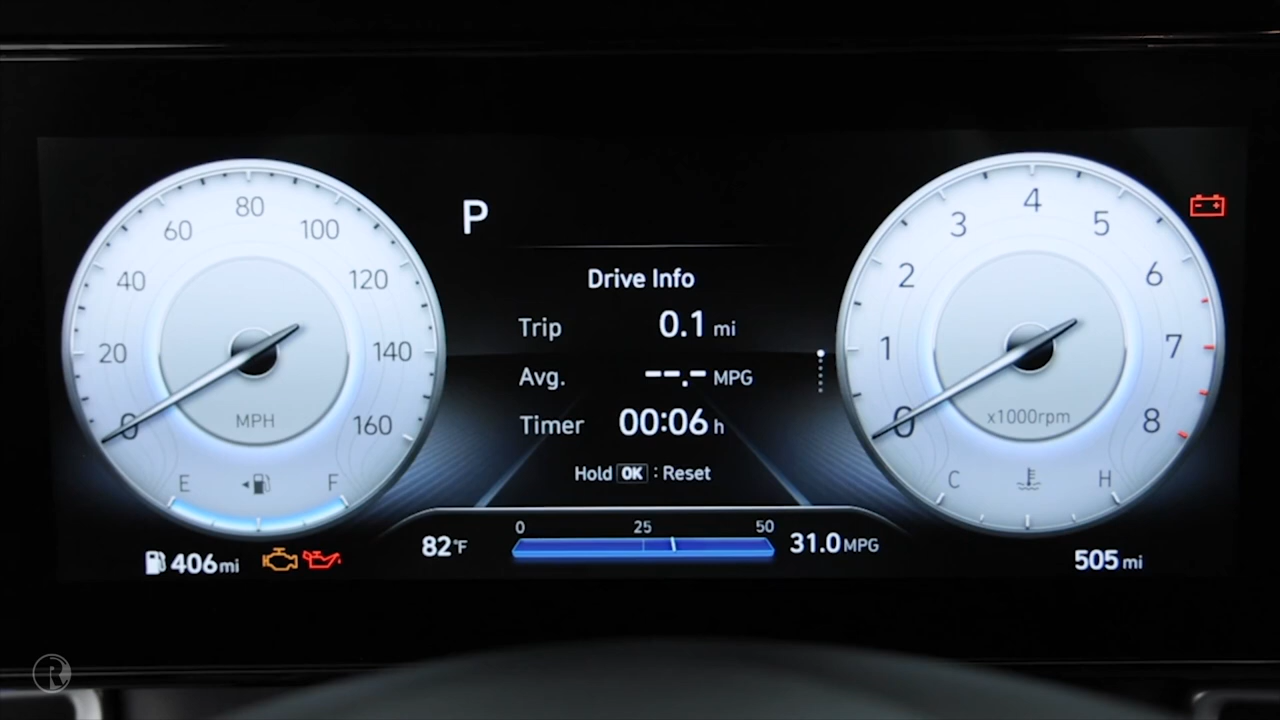 P
0
20
40
60
80
100
120
140
160
MPH
E
F
406 mi
Drive Info
Trip 0.1 mi
Avg. --.- MPG
Timer 00:06 h
Hold OK : Reset
0 25 50
82°F
31.0 MPG
0
1
2
3
4
5
6
7
8
x1000rpm
C
H
505 mi
R